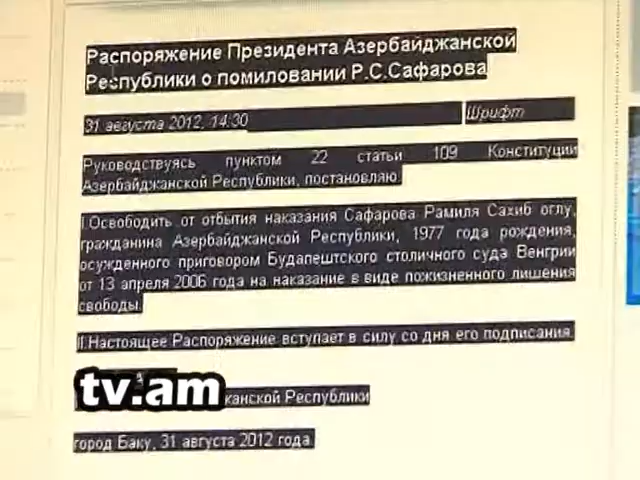 Распоряжение Президента Азербайджанской
Республики о помиловании Р.С.Сафарова
31 августа 2012, 14:30
Шрифт
Руководствуясь пунктом 22 статьи 109 Конституции
Азербайджанской Республики, постановляю.
I.Освободить от отбытия наказания Сафарова Рамиля Сахиб оглу,
гражданина Азербайджанской Республики, 1977 года рождения,
осужденного приговором Будапештского столичного суда Венгрии
от 13 апреля 2006 года на наказание в виде пожизненного лишения
свободы.
II.Настоящее Распоряжение вступает в силу со дня его подписания.
tv.am
жанской Республики
город Баку, 31 августа 2012 года.